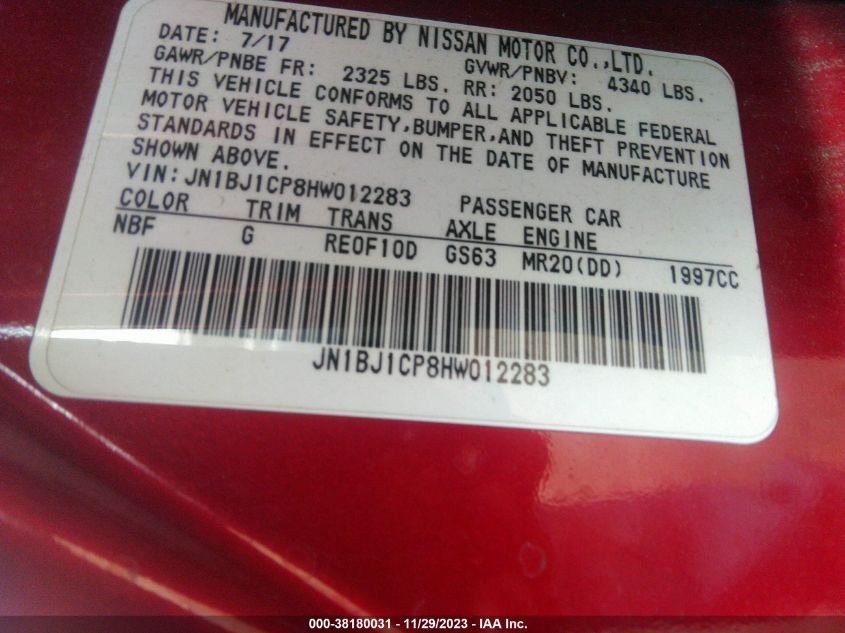 MANUFACTURED BY NISSAN MOTOR CO.,LTD.
DATE: 7/17 GVWR/PNBV: 4340 LBS.
GAWR/PNBE FR: 2325 LBS. RR: 2050 LBS.
THIS VEHICLE CONFORMS TO ALL APPLICABLE FEDERAL
MOTOR VEHICLE SAFETY,BUMPER,AND THEFT PREVENTION
STANDARDS IN EFFECT ON THE DATE OF MANUFACTURE
SHOWN ABOVE.
VIN:JN1BJ1CP8HW012283 PASSENGER CAR
COLOR TRIM TRANS AXLE ENGINE
NBF G RE0F10D GS63 MR20(DD) 1997CC
JN1BJ1CP8HW012283
000-38180031 - 11/29/2023 - IAA Inc.